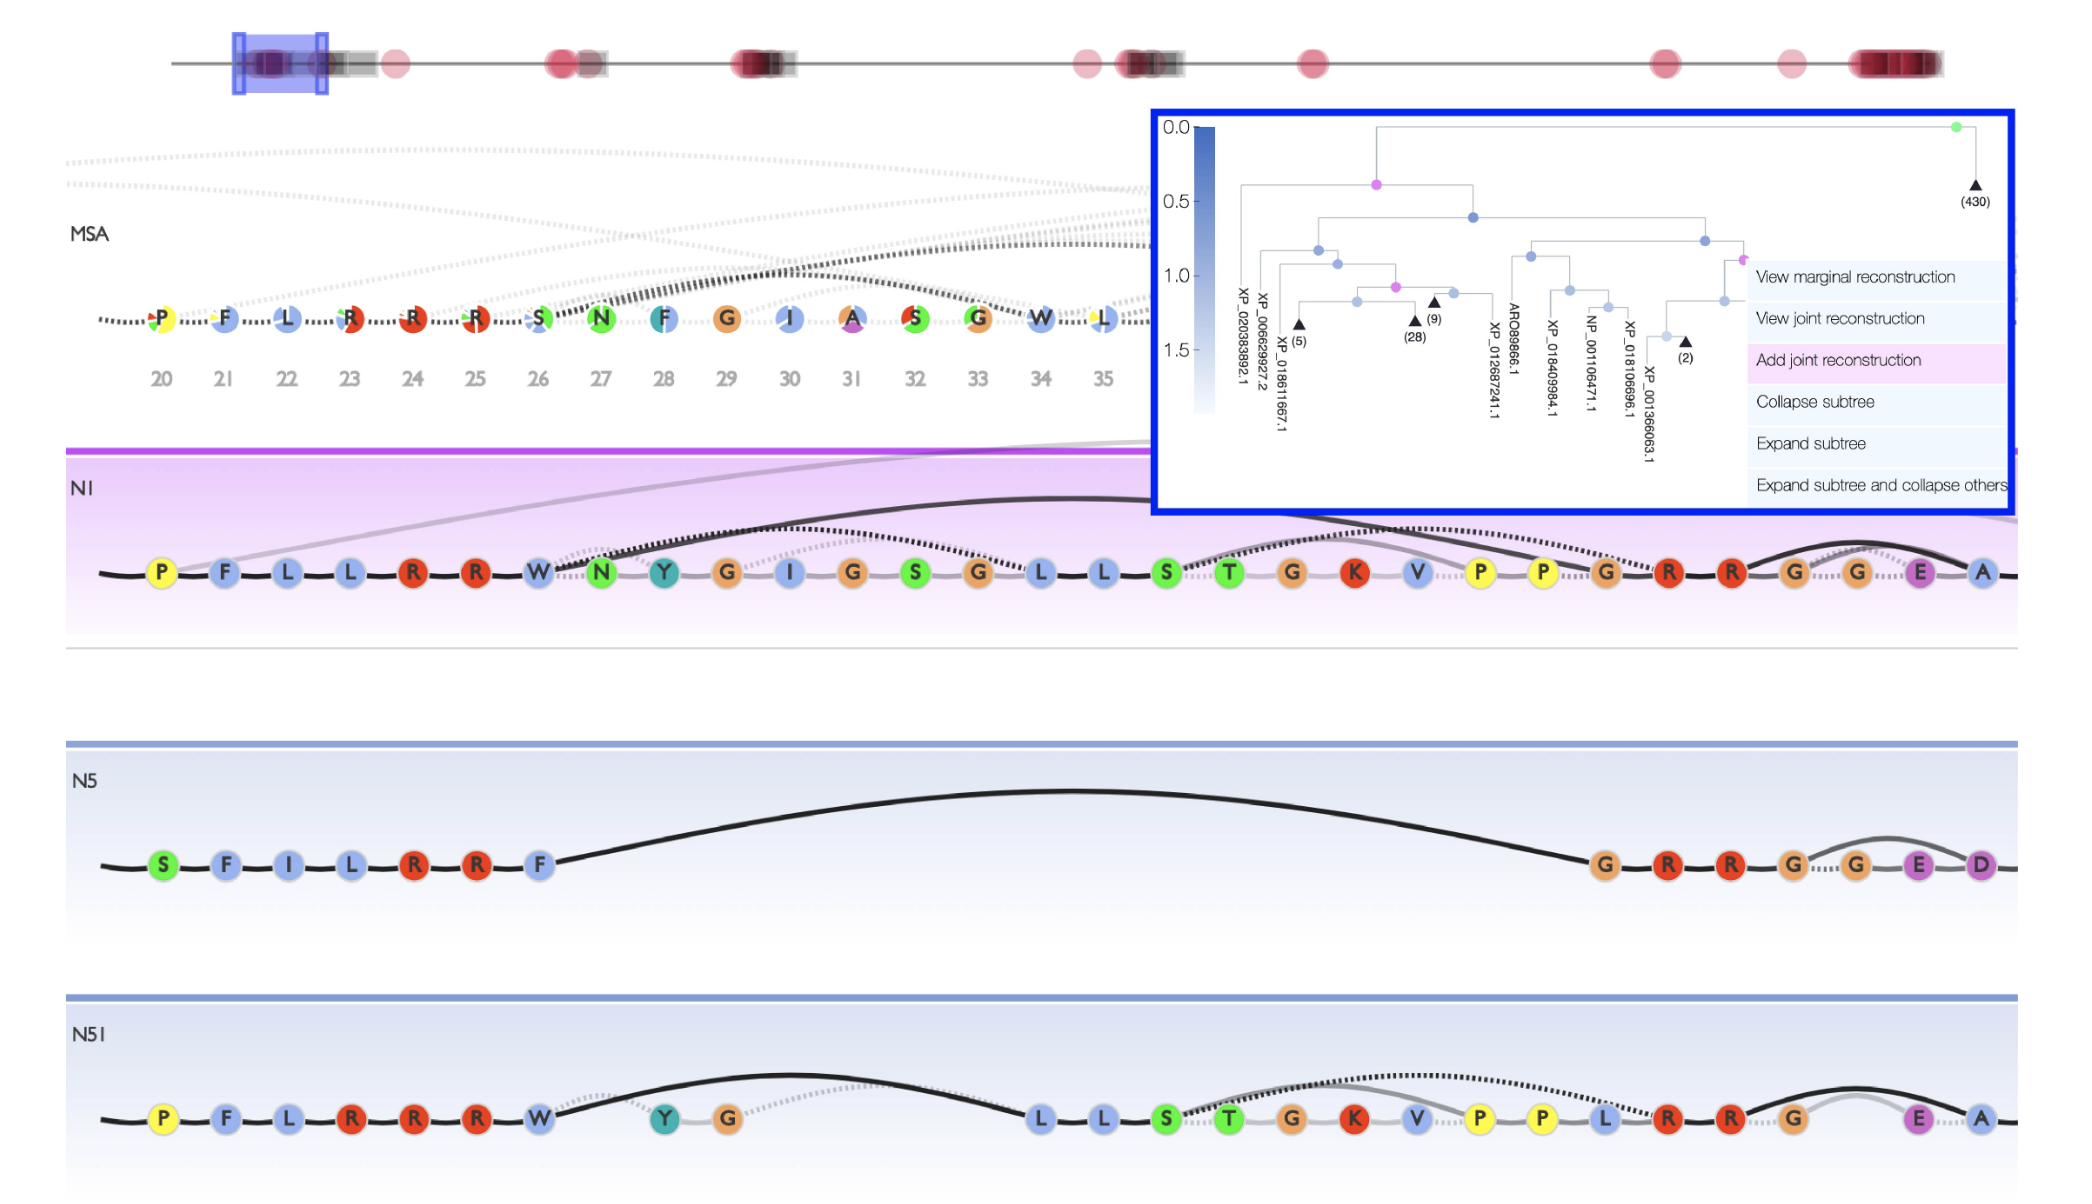 MSA
P F L R R R S N F G I A S G W L
20 21 22 23 24 25 26 27 28 29 30 31 32 33 34 35
0.0
0.5
1.0
1.5
(430)
(5)
(28)
(9)
(2)
XP_020383892.1
XP_006629927.2
XP_018611667.1
XP_012687241.1
ARO89866.1
XP_018409984.1
NP_001106471.1
XP_018106696.1
XP_001366063.1
View marginal reconstruction
View joint reconstruction
Add joint reconstruction
Collapse subtree
Expand subtree
Expand subtree and collapse others
N1
P F L L R R W N Y G I G S G L L S T G K V P P G R R G G E A
N5
S F I L R R F G R R G G E D
N51
P F L R R R W Y G L L S T G K V P P L R R G E A